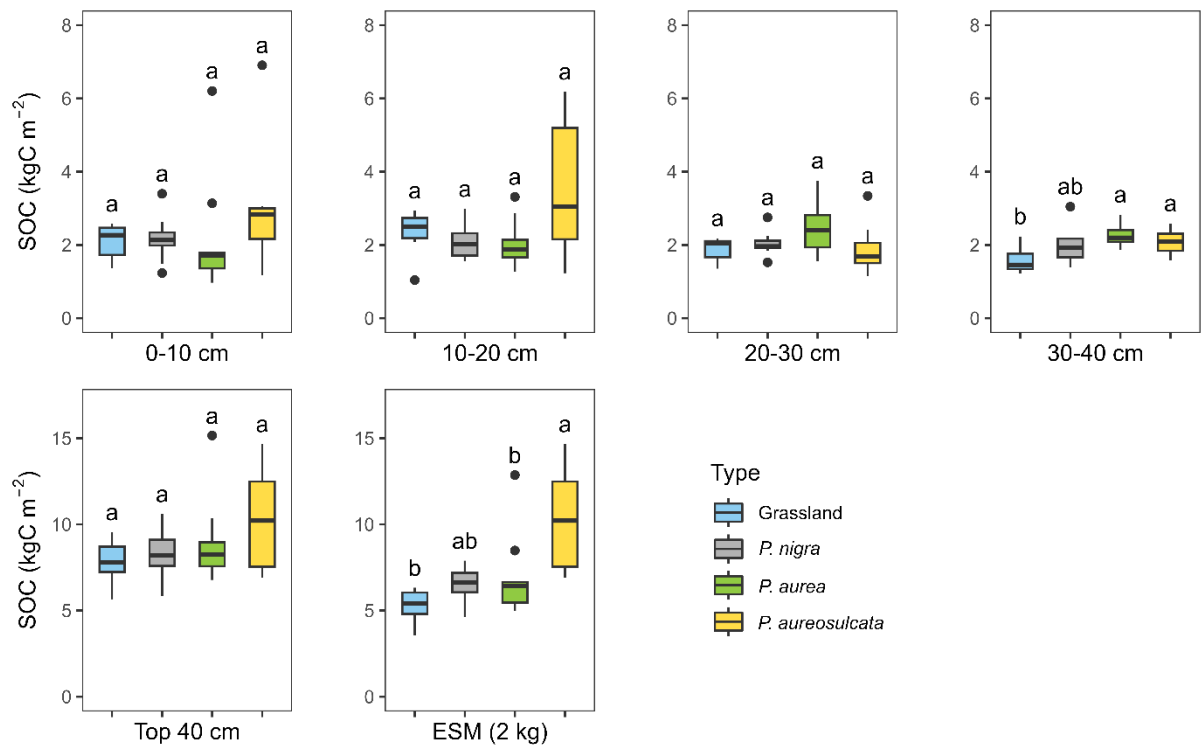 SOC (kgC m⁻²)
8
6
4
2
0
a
a
a
a
0-10 cm
8
6
4
2
0
a
a
a
a
10-20 cm
8
6
4
2
0
a
a
a
a
20-30 cm
8
6
4
2
0
b
ab
a
a
30-40 cm
SOC (kgC m⁻²)
15
10
5
0
a
a
a
a
Top 40 cm
15
10
5
0
b
ab
b
a
ESM (2 kg)
Type
Grassland
P. nigra
P. aurea
P. aureosulcata